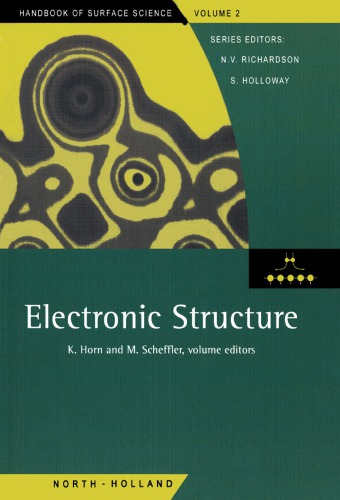 HANDBOOK OF SURFACE SCIENCE VOLUME 2
SERIES EDITORS:
N.V. RICHARDSON
S. HOLLOWAY
Electronic Structure
K. Horn and M. Scheffler, volume editors
NORTH - HOLLAND